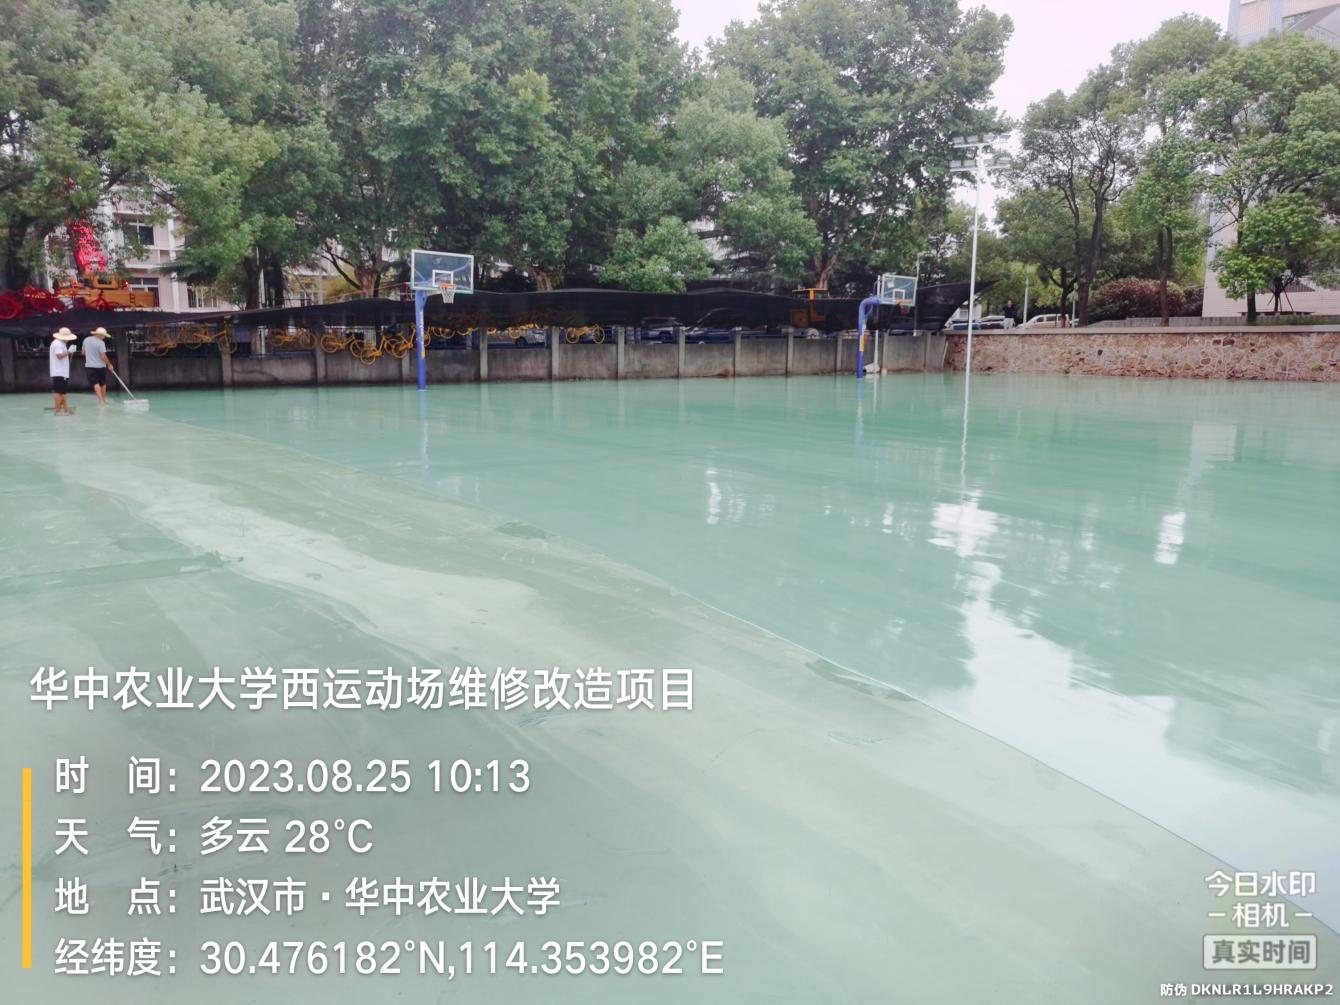 华中农业大学西运动场维修改造项目
时 间：2023.08.25 10:13
天 气：多云 28℃
地 点：武汉市·华中农业大学
经纬度：30.476182°N,114.353982°E
今日水印
-相机-
真实时间
防伪 DKNLR1L9HRAKP2